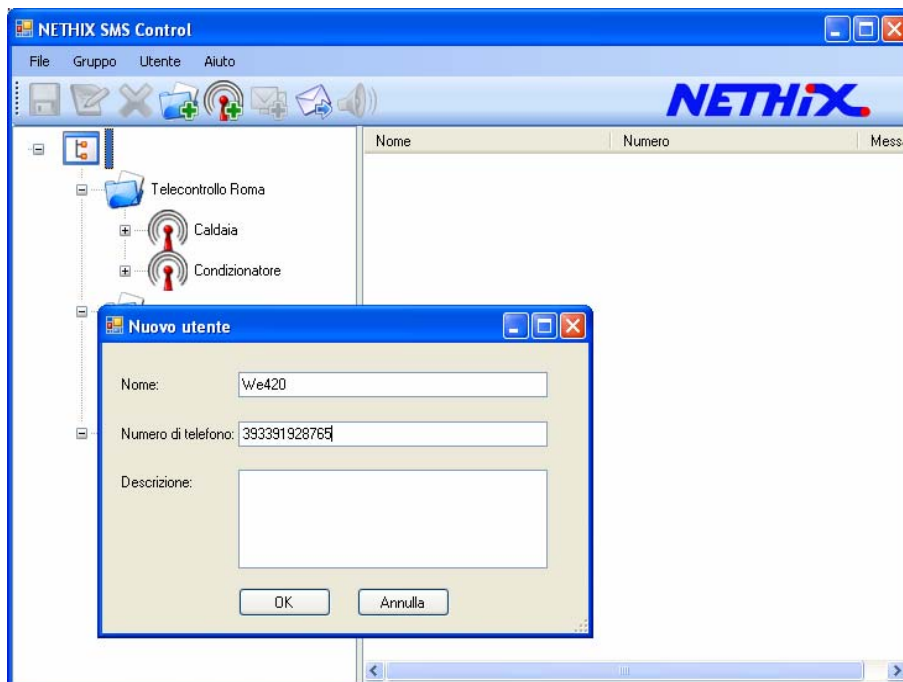 NETHIX SMS Control
File Gruppo Utente Aiuto
NETHIX
Nome Numero Messa
Telecontrollo Roma
Caldaia
Condizionatore
Nuovo utente
Nome: We420
Numero di telefono: 393391928765
Descrizione:
OK Annulla